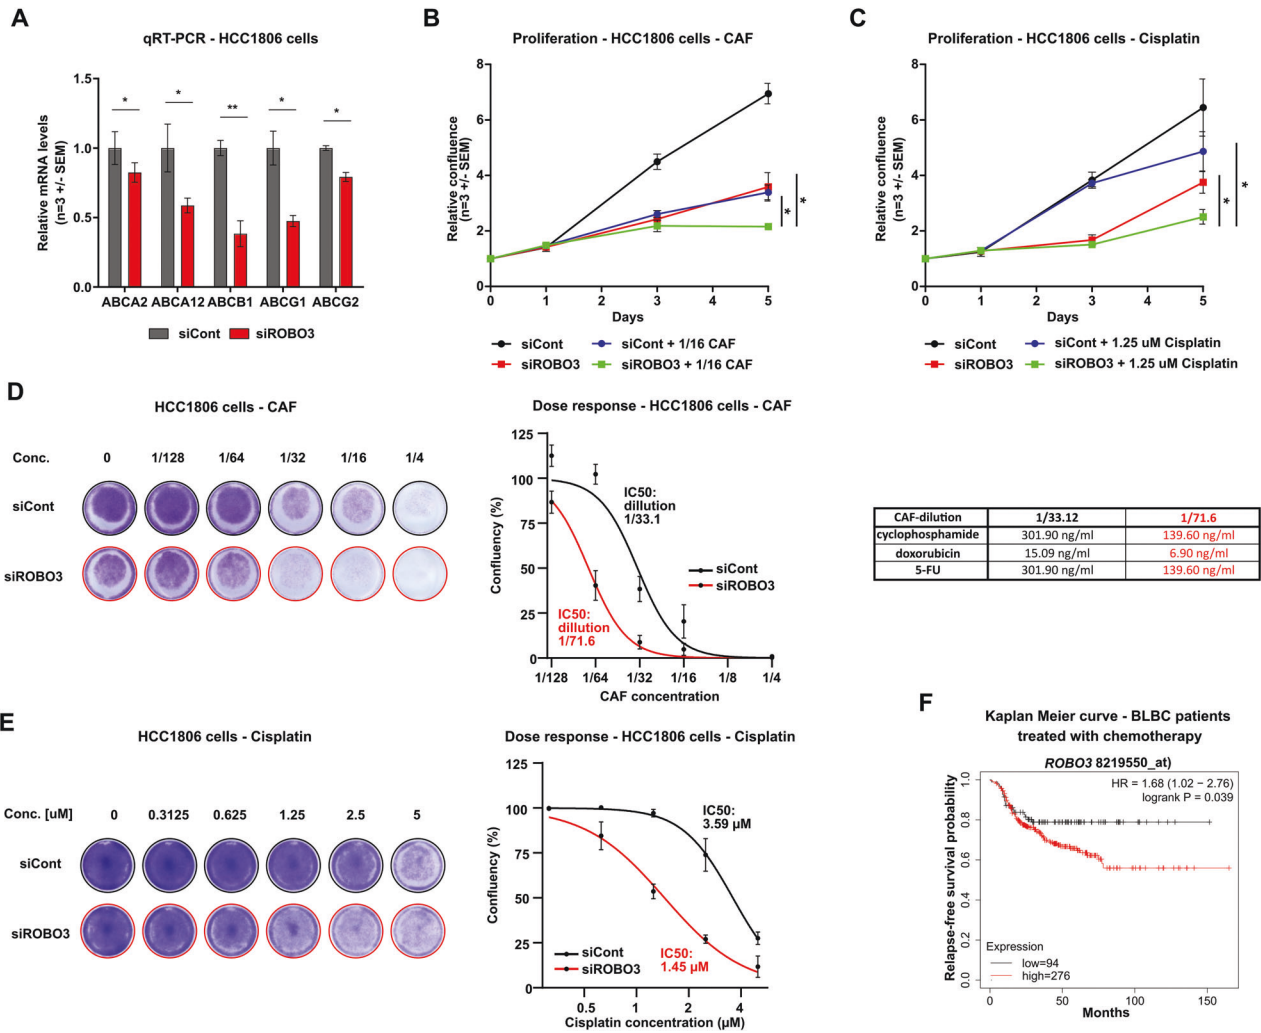 A
qRT-PCR - HCC1806 cells
Relative mRNA levels
(n=3 +/- SEM)
1.5
1.0
0.5
0.0
*
*
**
*
*
ABCA2 ABCA12 ABCB1 ABCG1 ABCG2
siCont siROBO3
B
Proliferation - HCC1806 cells - CAF
Relative confluence
(n=3 +/- SEM)
8
6
4
2
0
0 1 2 3 4 5
Days
*
*
siCont siCont + 1/16 CAF
siROBO3 siROBO3 + 1/16 CAF
C
Proliferation - HCC1806 cells - Cisplatin
Relative confluence
(n=3 +/- SEM)
8
6
4
2
0
0 1 2 3 4 5
Days
*
*
siCont siCont + 1.25 uM Cisplatin
siROBO3 siROBO3 + 1.25 uM Cisplatin
D
HCC1806 cells - CAF
Conc. 0 1/128 1/64 1/32 1/16 1/4
siCont
siROBO3
Dose response - HCC1806 cells - CAF
Confluency (%)
125
100
75
50
25
0
IC50:
dillution
1/33.1
siCont
siROBO3
IC50:
dillution
1/71.6
1/128 1/64 1/32 1/16 1/8 1/4
CAF concentration
CAF-dilution 1/33.12 1/71.6
cyclophosphamide 301.90 ng/ml 139.60 ng/ml
doxorubicin 15.09 ng/ml 6.90 ng/ml
5-FU 301.90 ng/ml 139.60 ng/ml
E
HCC1806 cells - Cisplatin
Conc. [uM] 0 0.3125 0.625 1.25 2.5 5
siCont
siROBO3
Dose response - HCC1806 cells - Cisplatin
Confluency (%)
125
100
75
50
25
0
IC50:
3.59 µM
siCont
siROBO3
IC50:
1.45 µM
0.5 1 2 4
Cisplatin concentration (µM)
F
Kaplan Meier curve - BLBC patients
treated with chemotherapy
ROBO3 8219550_at)
HR = 1.68 (1.02 − 2.76)
logrank P = 0.039
Relapse-free survival probability
1.0
0.8
0.6
0.4
0.2
0.0
Expression
low=94
high=276
0 50 100 150
Months